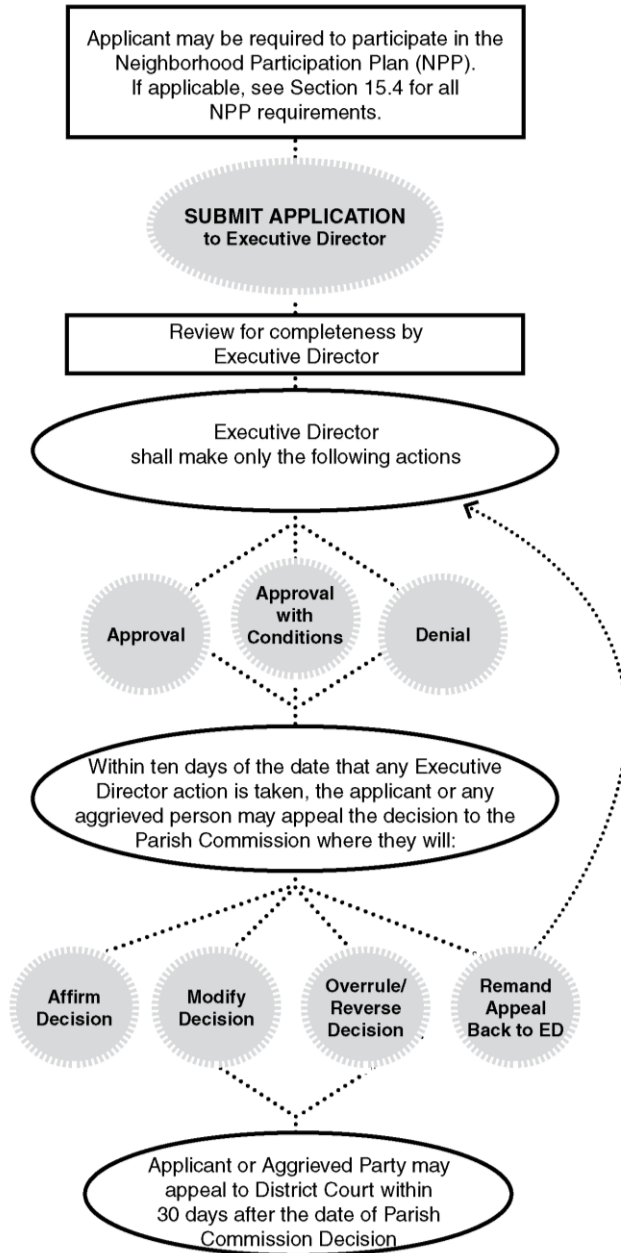 Applicant may be required to participate in the
Neighborhood Participation Plan (NPP).
If applicable, see Section 15.4 for all
NPP requirements.
SUBMIT APPLICATION
to Executive Director
Review for completeness by
Executive Director
Executive Director
shall make only the following actions
Approval
Approval
with
Conditions
Denial
Within ten days of the date that any Executive
Director action is taken, the applicant or any
aggrieved person may appeal the decision to the
Parish Commission where they will:
Affirm
Decision
Modify
Decision
Overrule/
Reverse
Decision
Remand
Appeal
Back to ED
Applicant or Aggrieved Party may
appeal to District Court within
30 days after the date of Parish
Commission Decision